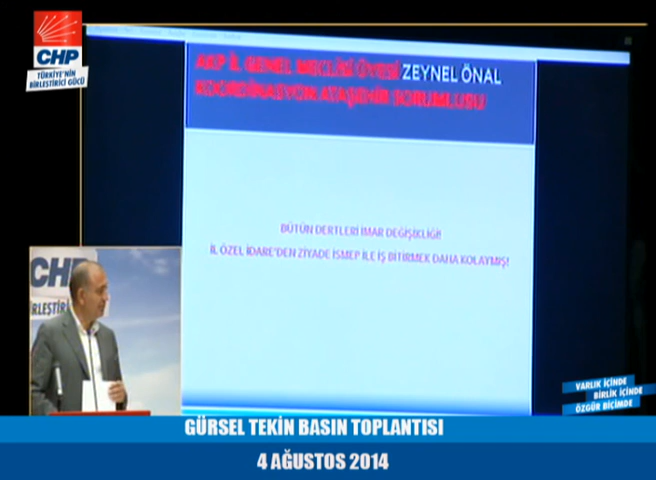 CHP
TÜRKİYE'NİN
BİRLEŞTİRİCİ GÜCÜ
AKP İL GENEL MECLİSİ ÜYESİ ZEYNEL ÖNAL
KOORDİNASYON ATAŞEHİR SORUMLUSU
BÜTÜN DERTLERİ İMAR DEĞİŞİKLİĞİ!
İL ÖZEL İDARE'DEN ZİYADE İSMEP İLE İŞ BİTİRMEK DAHA KOLAYMIŞ!
CHP
VARLIK İÇİNDE
BİRLİK İÇİNDE
ÖZGÜR BİÇİMDE
GÜRSEL TEKİN BASIN TOPLANTISI
4 AĞUSTOS 2014